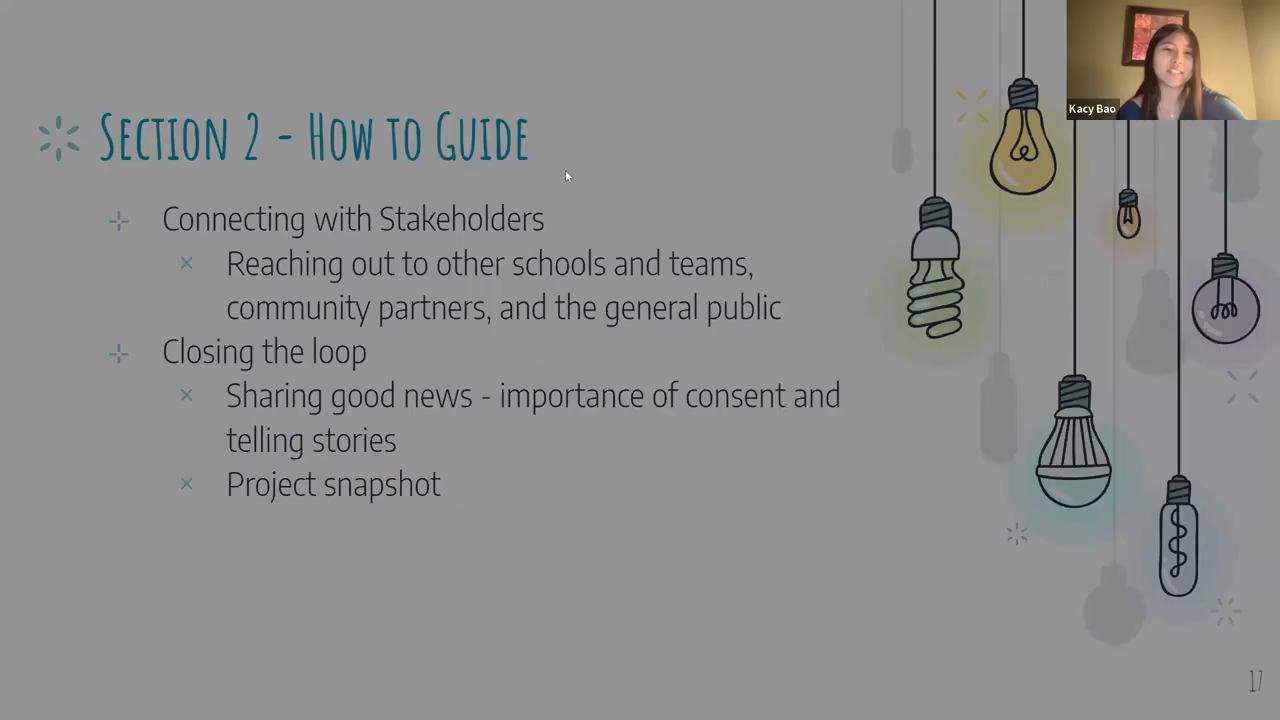 Kacy Bao
Section 2 - How to Guide
Connecting with Stakeholders
Reaching out to other schools and teams,
community partners, and the general public
Closing the loop
Sharing good news - importance of consent and
telling stories
Project snapshot
17